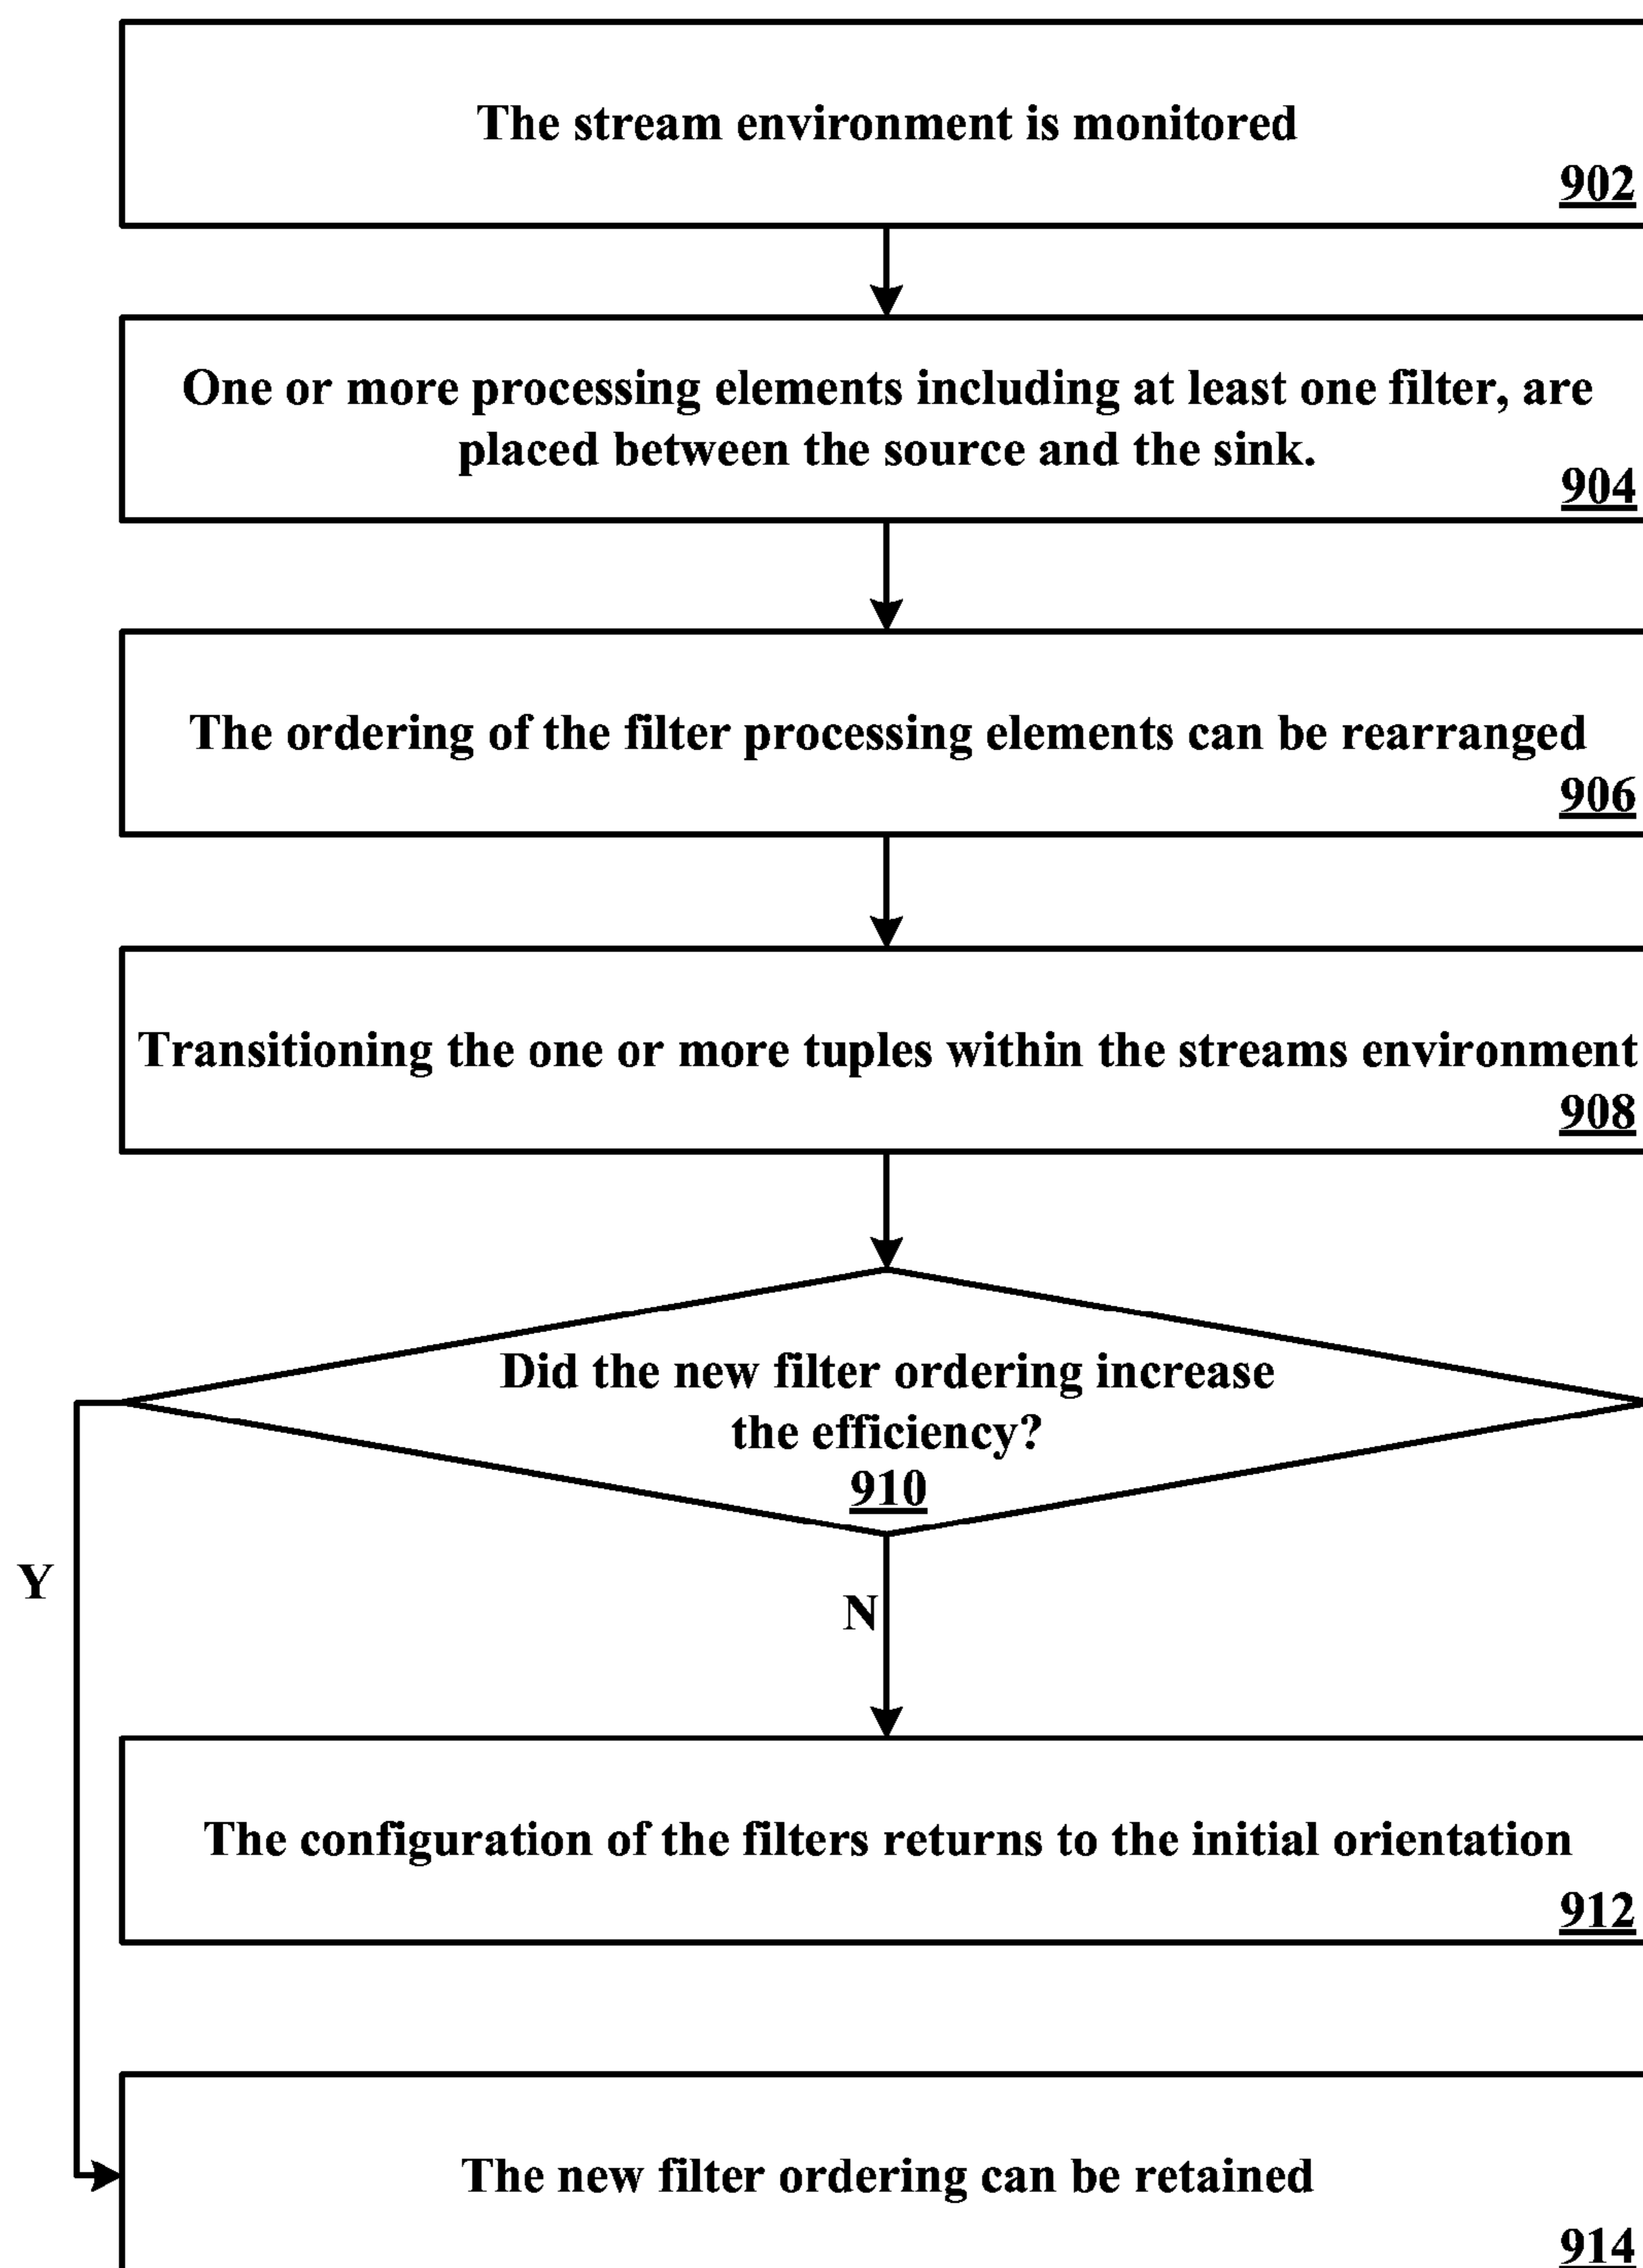 The stream environment is monitored
902
One or more processing elements including at least one filter, are
placed between the source and the sink.
904
The ordering of the filter processing elements can be rearranged
906
Transitioning the one or more tuples within the streams environment
908
Did the new filter ordering increase
the efficiency?
910
Y
N
The configuration of the filters returns to the initial orientation
912
The new filter ordering can be retained
914